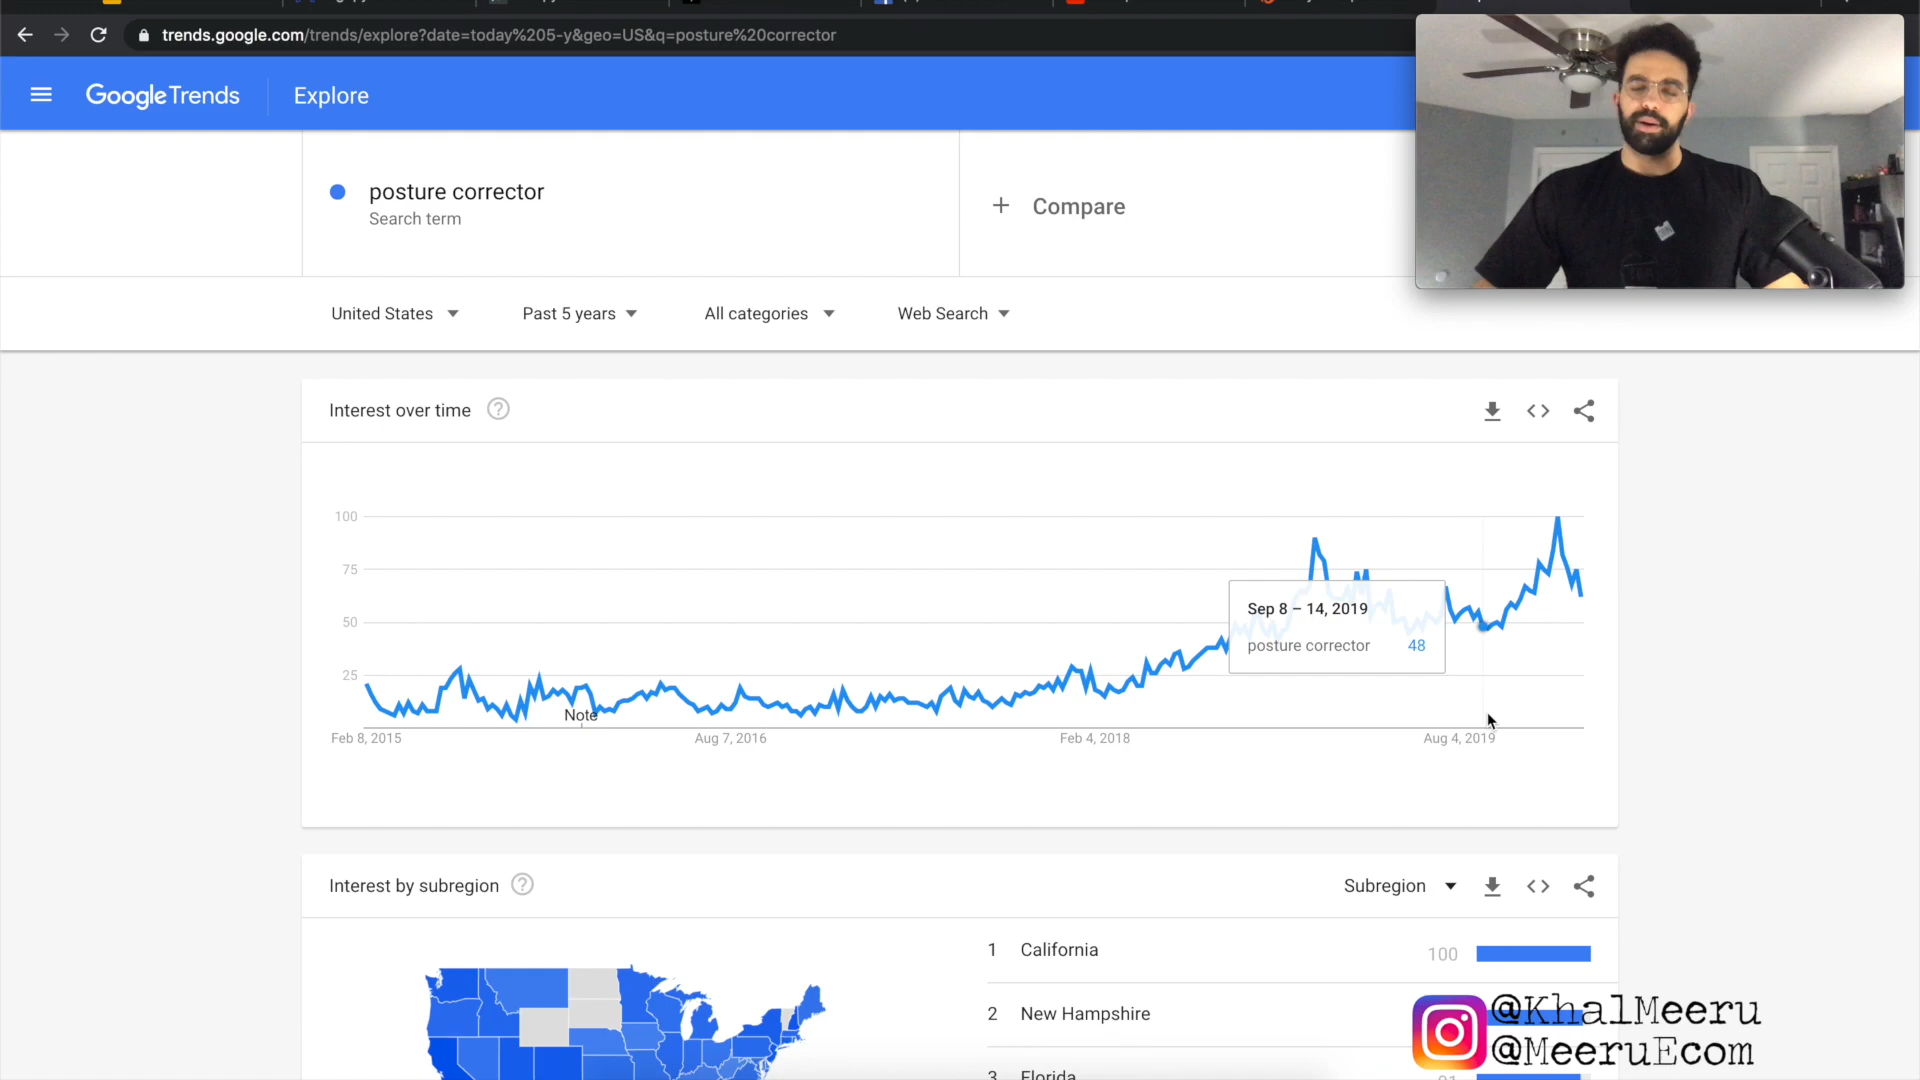 trends.google.com/trends/explore?date=today%205-y&geo=US&q=posture%20corrector
Google Trends
Explore
posture corrector
Search term
+ Compare
United States
Past 5 years
All categories
Web Search
Interest over time
100
75
50
25
Sep 8 – 14, 2019
posture corrector 48
Note
Feb 8, 2015
Aug 7, 2016
Feb 4, 2018
Aug 4, 2019
Interest by subregion
Subregion
1 California 100
2 New Hampshire
3 Florida
@KhalMeeru
@MeeruEcom